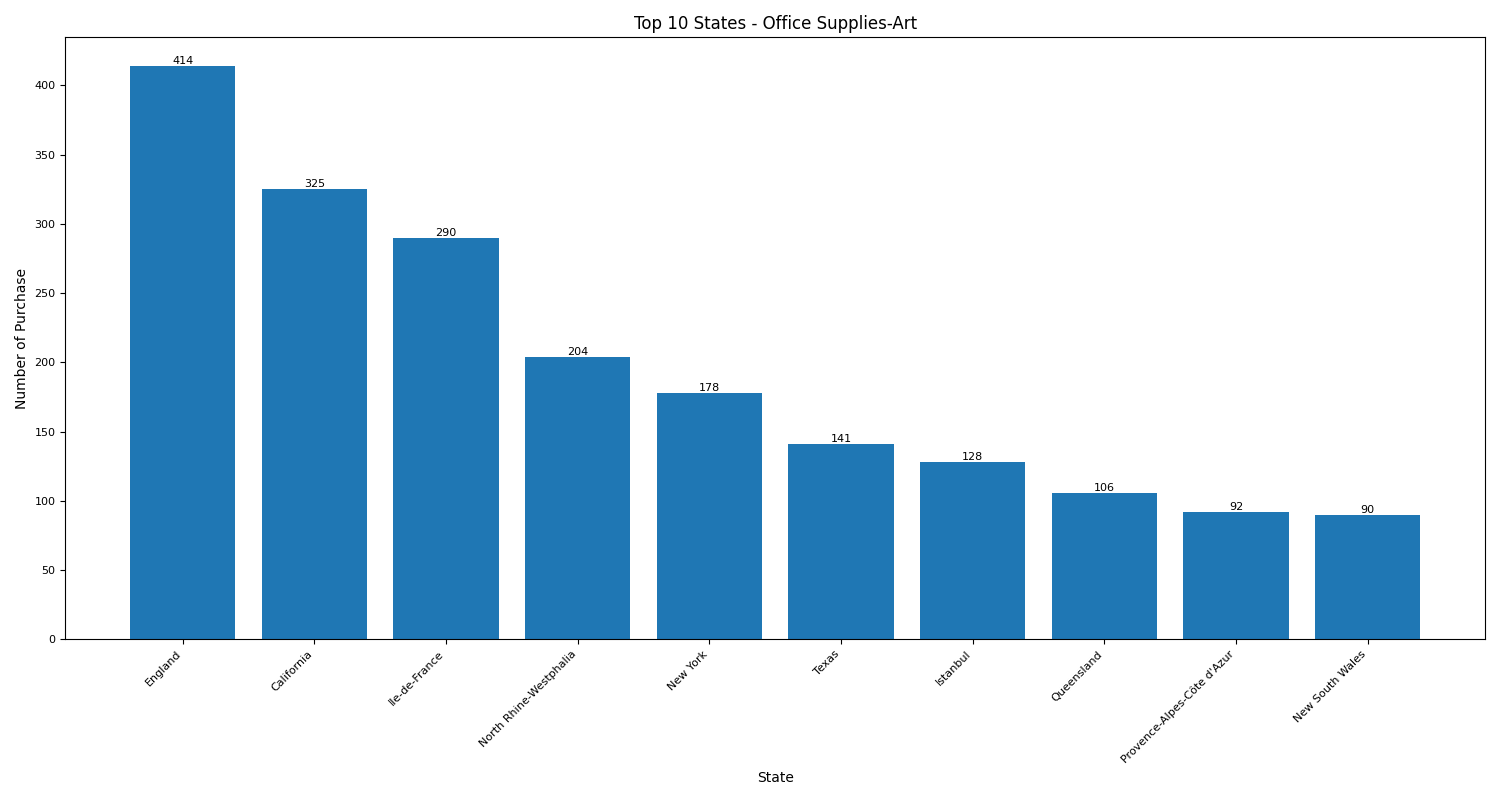 Top 10 States - Office Supplies-Art
Number of Purchase
400
350
300
250
200
150
100
50
0
414
325
290
204
178
141
128
106
92
90
England
California
Ile-de-France
North Rhine-Westphalia
New York
Texas
Istanbul
Queensland
Provence-Alpes-Côte d'Azur
New South Wales
State